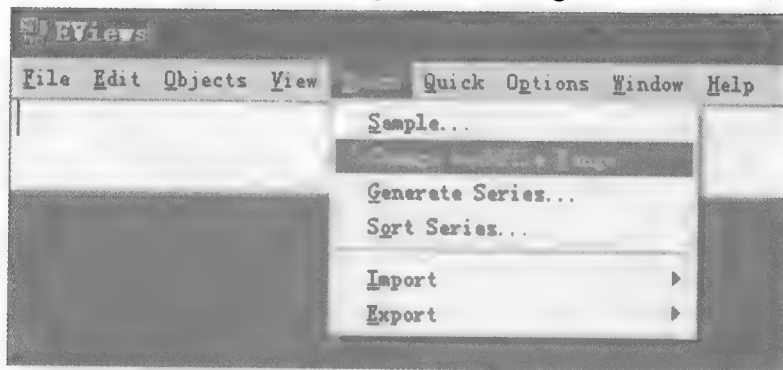 EViews
File Edit Objects View Quick Options Window Help
Sample...
Generate Series...
Sort Series...
Import
Export